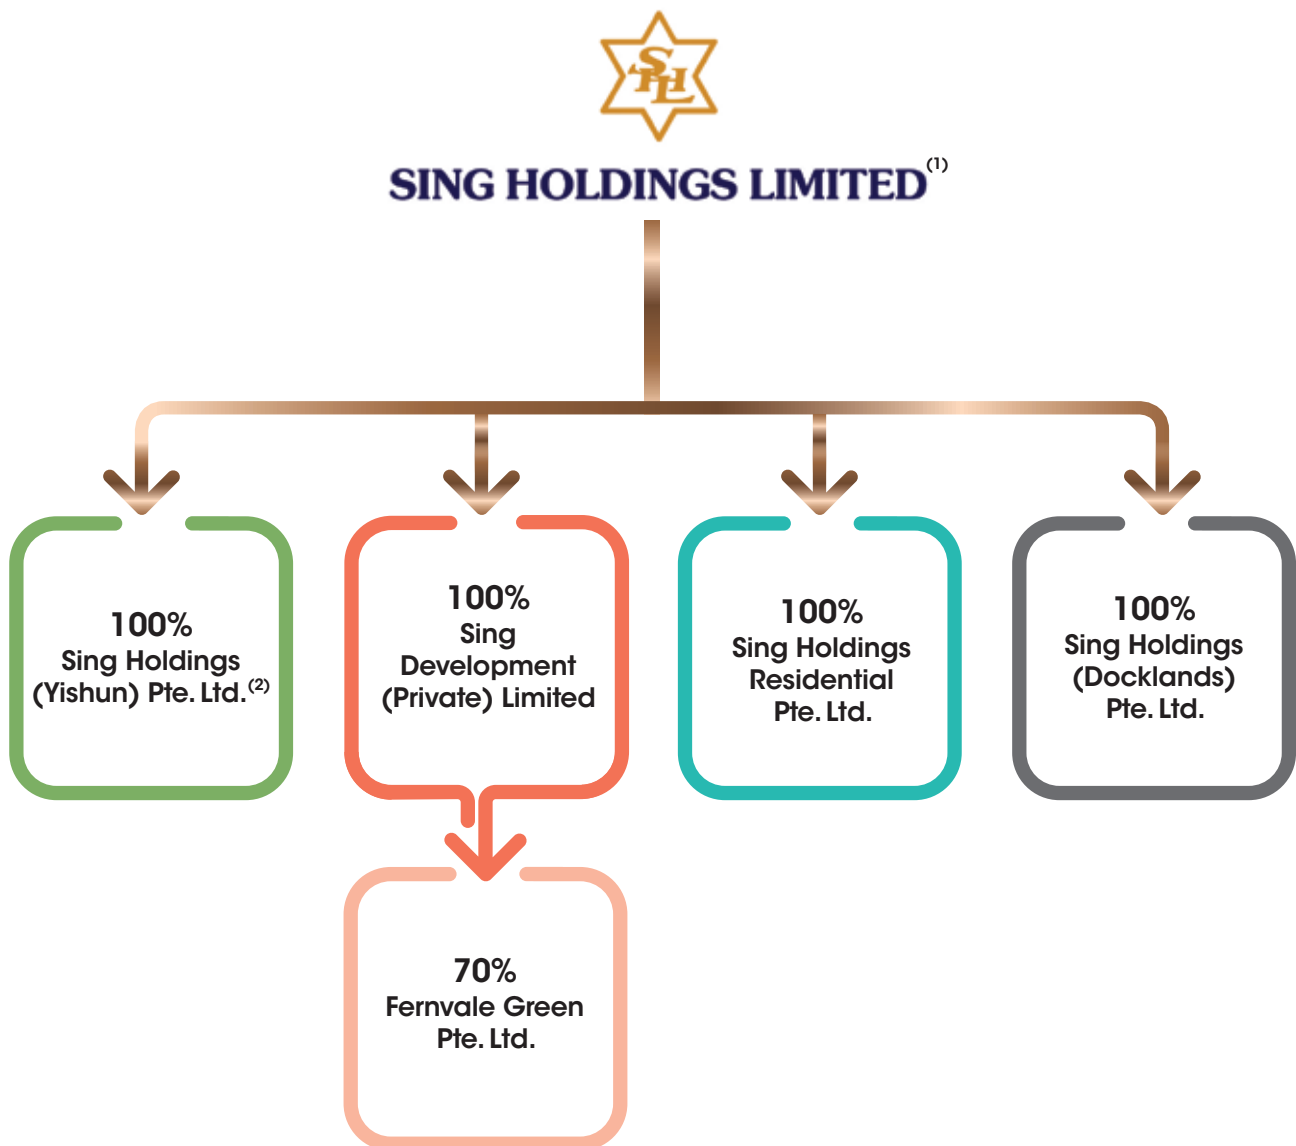 SHL
SING HOLDINGS LIMITED(1)
100%
Sing Holdings
(Yishun) Pte. Ltd.(2)
100%
Sing
Development
(Private) Limited
100%
Sing Holdings
Residential
Pte. Ltd.
100%
Sing Holdings
(Docklands)
Pte. Ltd.
70%
Fernvale Green
Pte. Ltd.